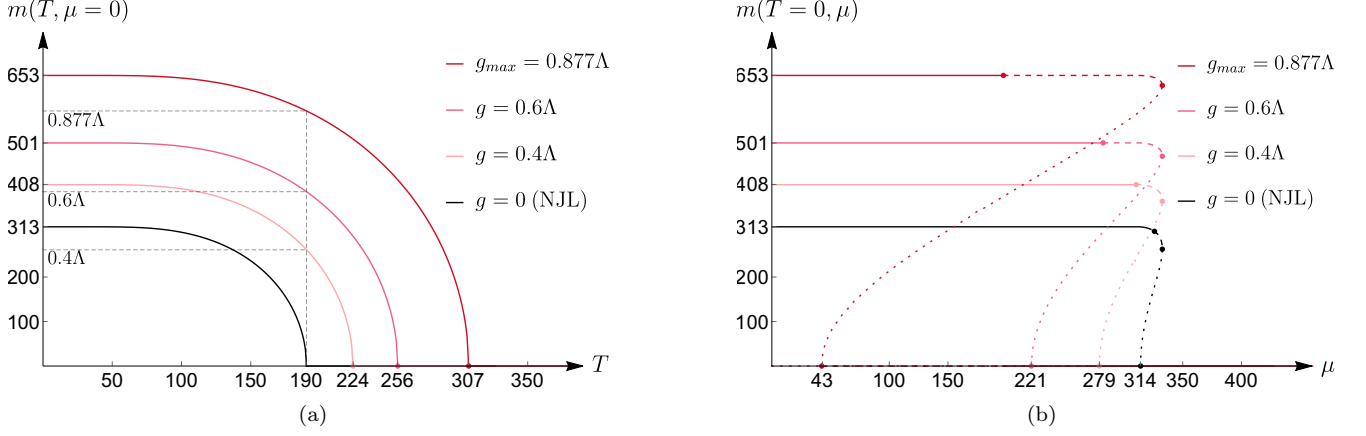 m(T, μ = 0)
653
501
408
313
200
100
0.877Λ
0.6Λ
0.4Λ
g_max = 0.877Λ
g = 0.6Λ
g = 0.4Λ
g = 0 (NJL)
50 100 150 190 224 256 307 350
T
(a)
m(T = 0, μ)
653
501
408
313
200
100
g_max = 0.877Λ
g = 0.6Λ
g = 0.4Λ
g = 0 (NJL)
43 100 150 221 279 314 350 400
μ
(b)